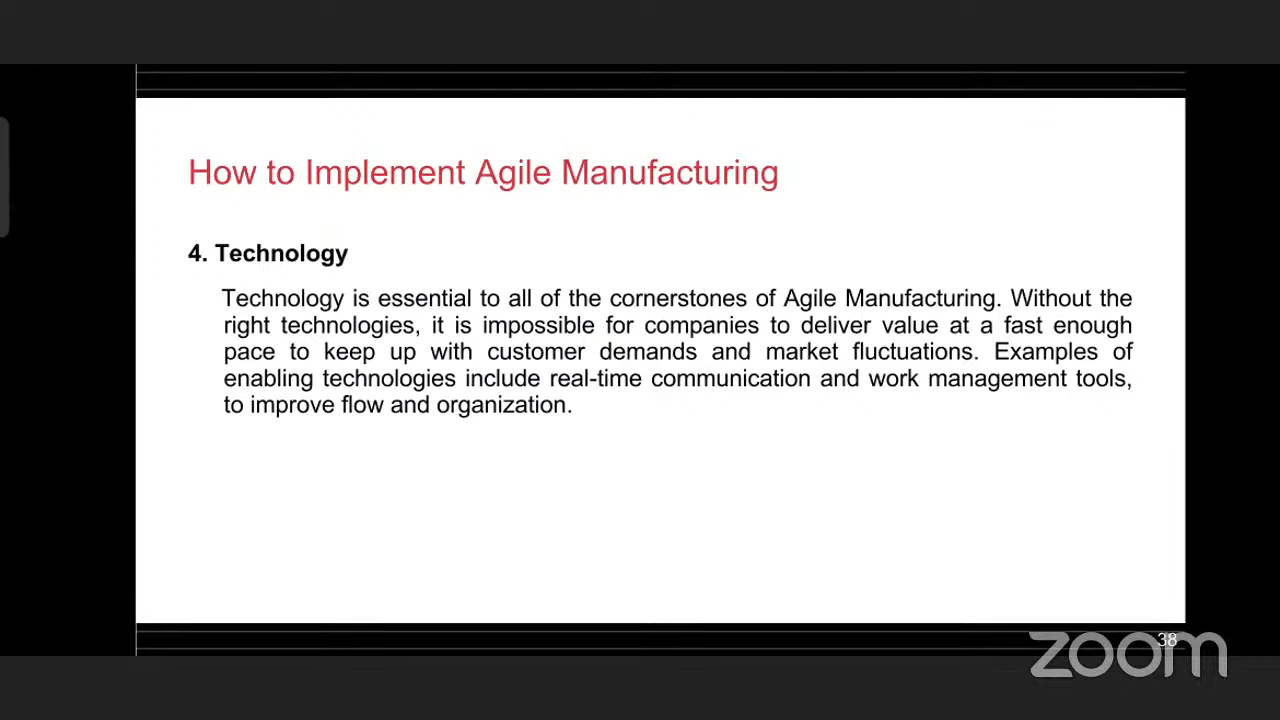 How to Implement Agile Manufacturing
4. Technology
Technology is essential to all of the cornerstones of Agile Manufacturing. Without the
right technologies, it is impossible for companies to deliver value at a fast enough
pace to keep up with customer demands and market fluctuations. Examples of
enabling technologies include real-time communication and work management tools,
to improve flow and organization.
38
zoom